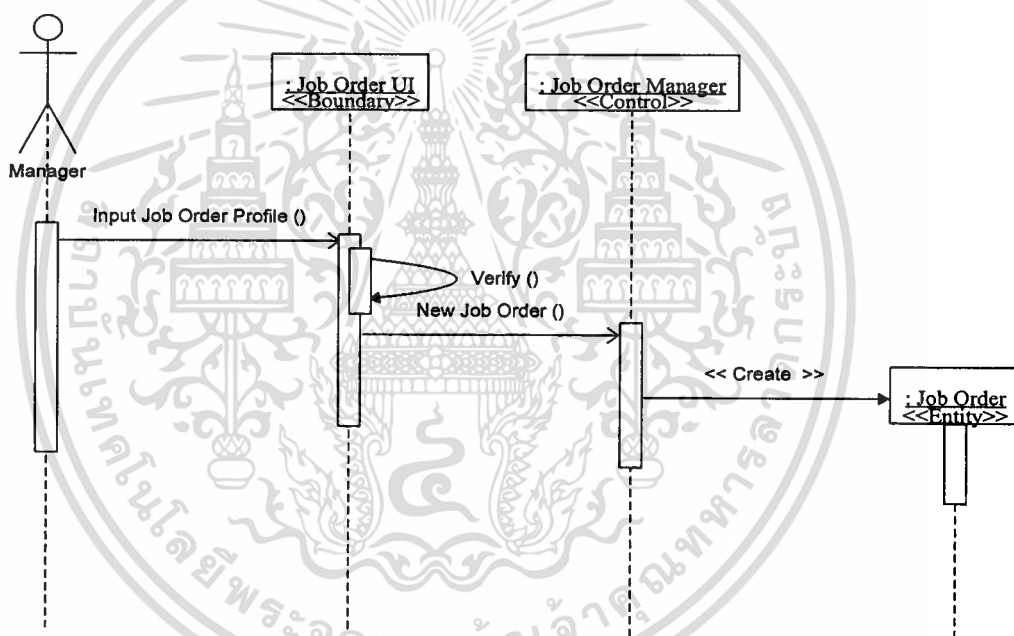 : Job Order UI
<<Boundary>>
: Job Order Manager
<<Control>>
Manager
Input Job Order Profile ()
Verify ()
New Job Order ()
<< Create >>
: Job Order
<<Entity>>